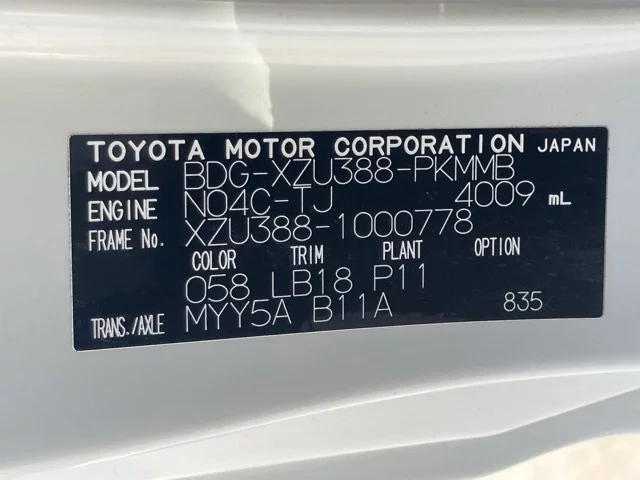 TOYOTA MOTOR CORPORATION JAPAN
MODEL BDG-XZU388-PKMMB
ENGINE N04C-TJ 4009 mL
FRAME No. XZU388-1000778
COLOR TRIM PLANT OPTION
058 LB18 P11
TRANS./AXLE MYY5A B11A 835